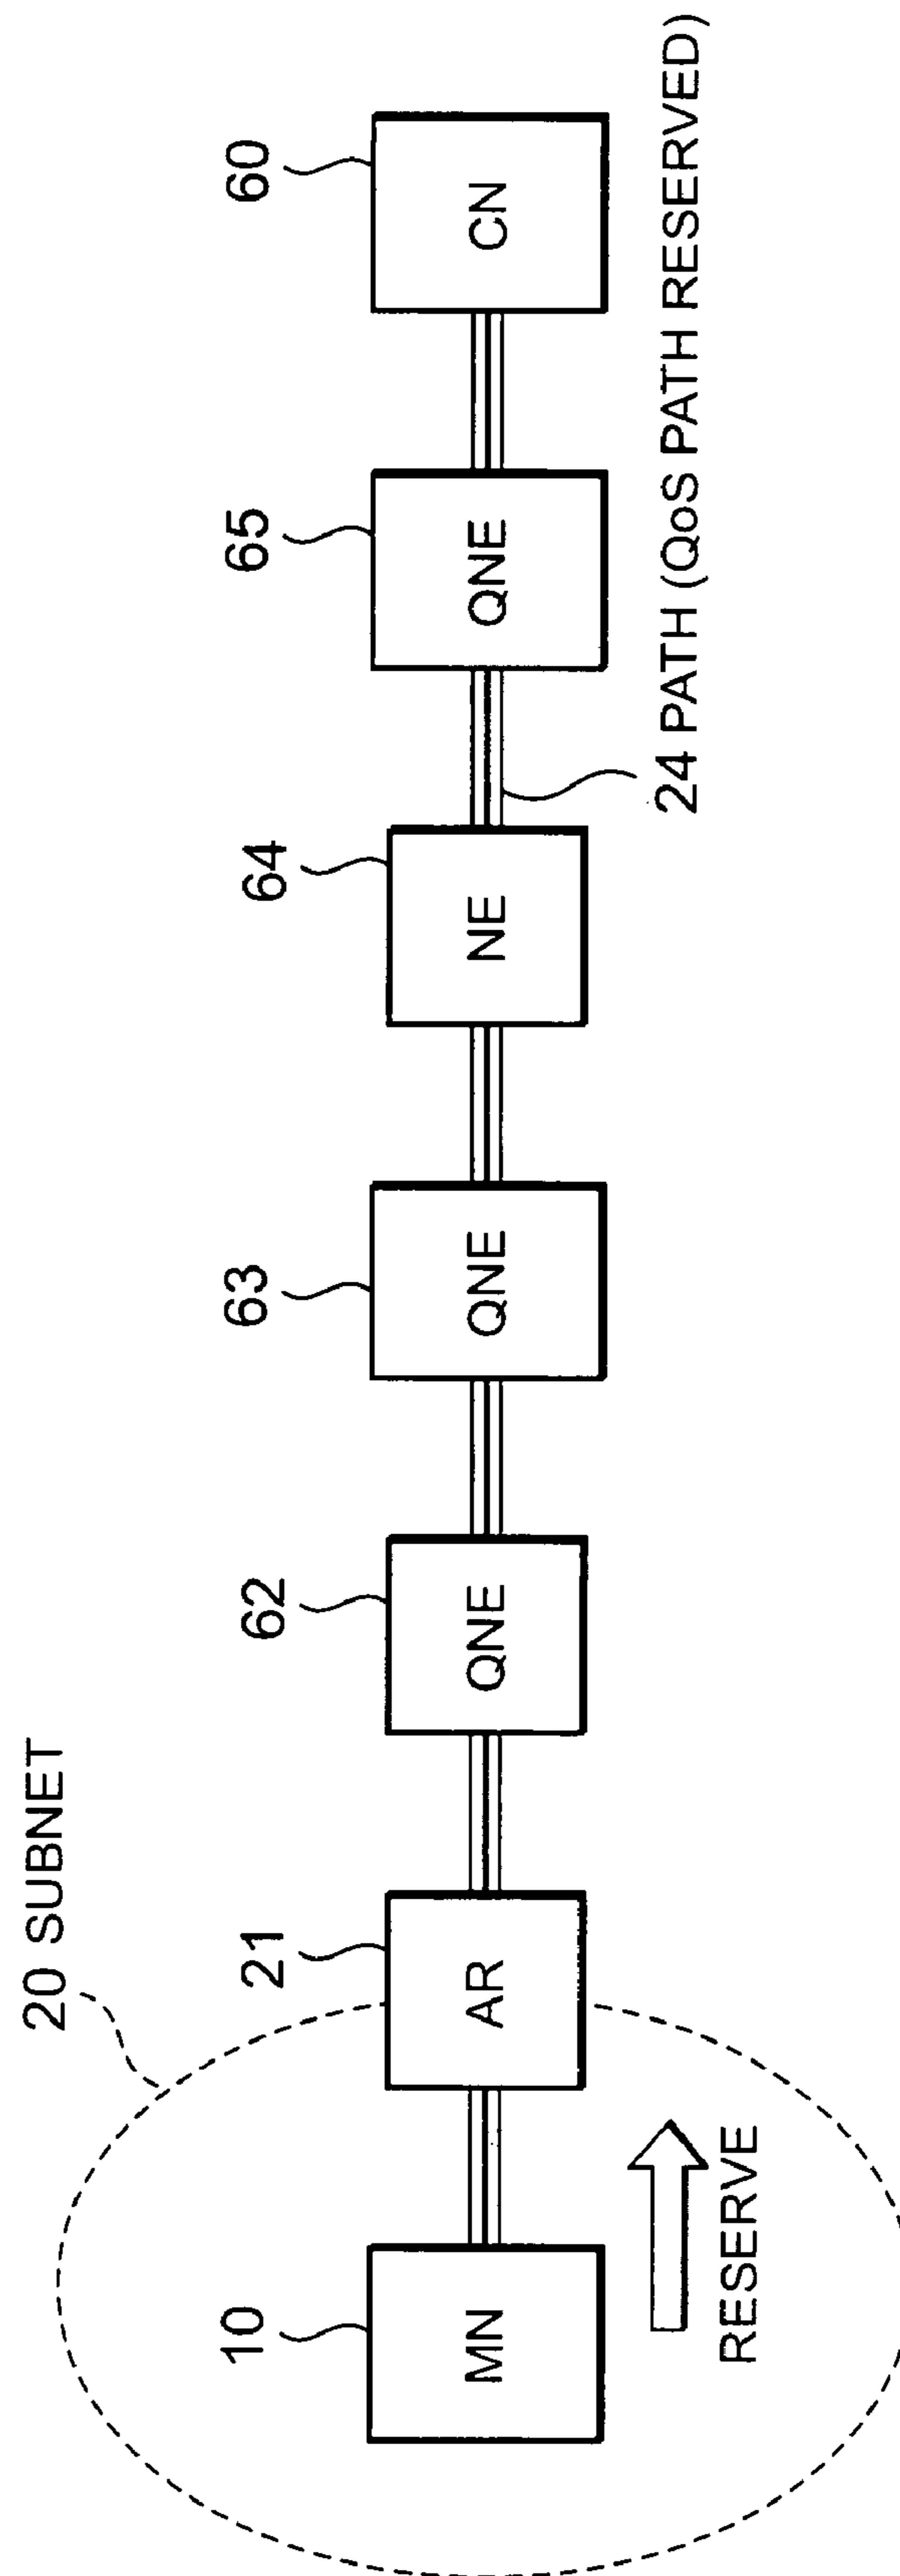 20 SUBNET
10
MN
21
AR
62
QNE
63
QNE
64
NE
65
QNE
60
CN
RESERVE
24 PATH (QoS PATH RESERVED)